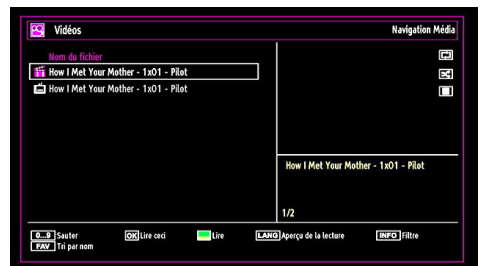 Vidéos
Navigation Média
Nom du fichier
How I Met Your Mother - 1x01 - Pilot
How I Met Your Mother - 1x01 - Pilot
How I Met Your Mother - 1x01 - Pilot
1/2
0...9 Sauter
OK Lire ceci
Lire
LANG Aperçu de la lecture
INFO Filtre
FAV Tri par nom